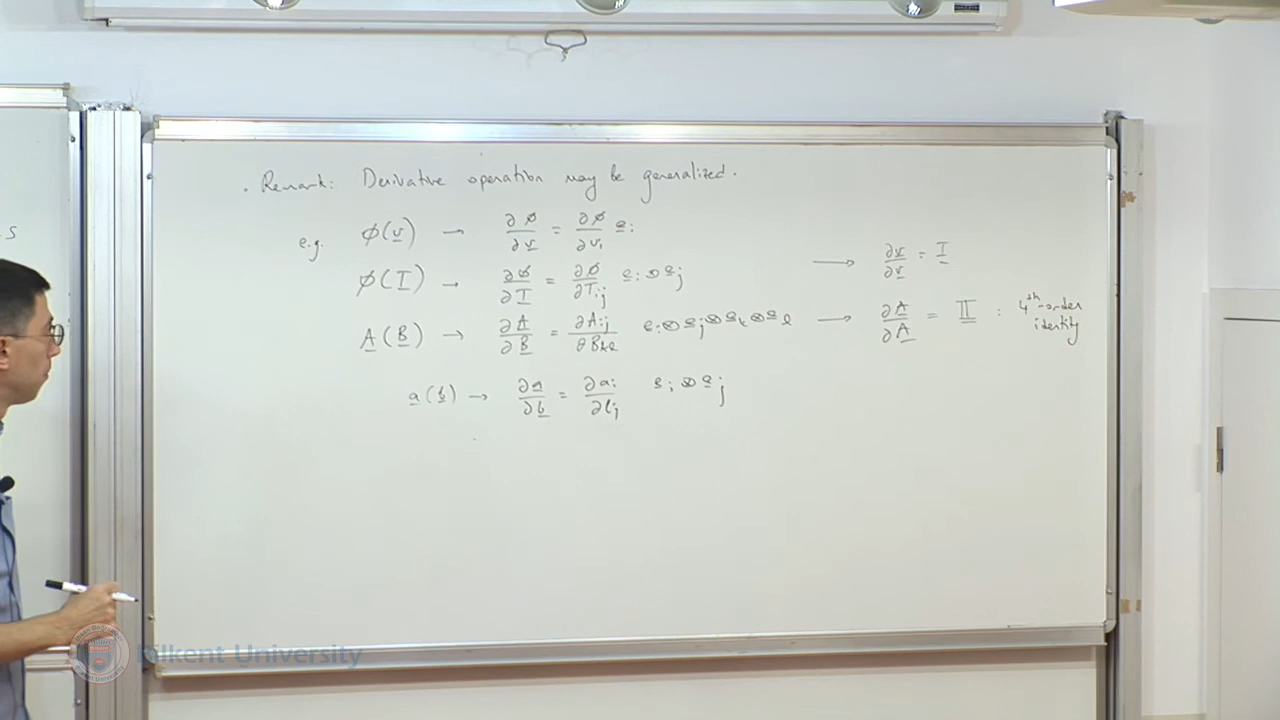 . Remark: Derivative operation may be generalized.
e.g. φ(v) → ∂φ/∂v = ∂φ/∂vᵢ eᵢ
→ ∂v/∂v = I
φ(T) → ∂φ/∂T = ∂φ/∂Tᵢⱼ eᵢ⊗eⱼ
A(B) → ∂A/∂B = ∂Aᵢⱼ/∂Bₖₗ eᵢ⊗eⱼ⊗eₖ⊗eₗ → ∂A/∂A = II : 4th-order identity
a(b) → ∂a/∂b = ∂aᵢ/∂bⱼ eᵢ⊗eⱼ
s
Bilkent University